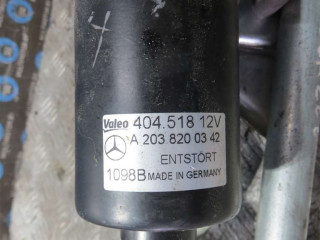 Valeo 404.518 12V
A 203 820 03 42
ENTSTÖRT
1098B MADE IN GERMANY